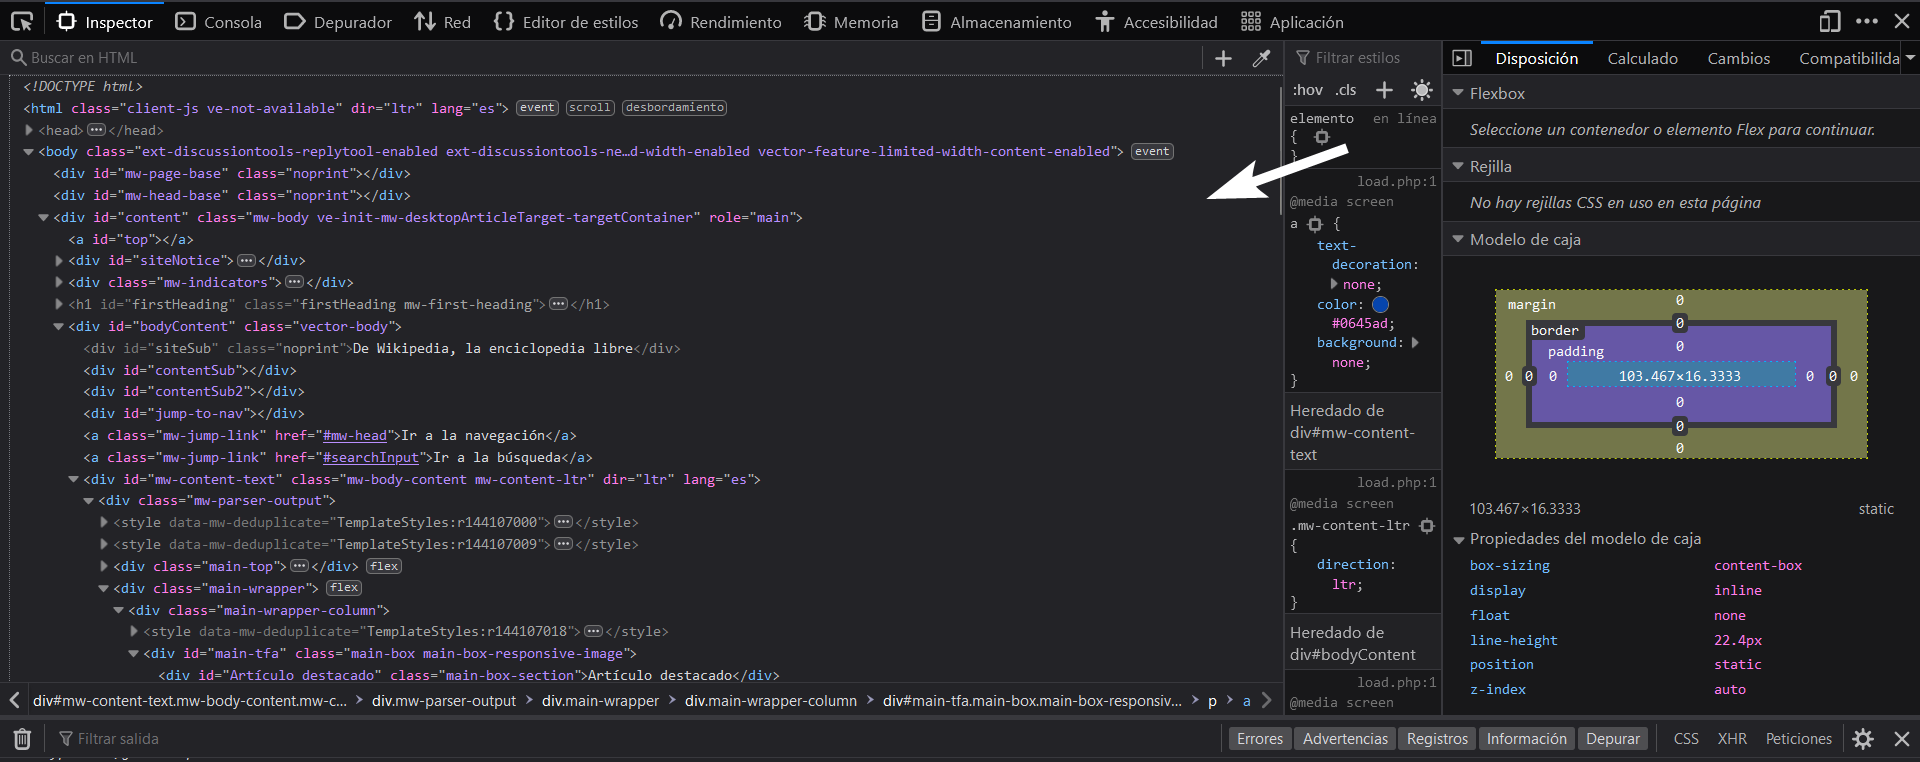 Inspector Consola Depurador Red Editor de estilos Rendimiento Memoria Almacenamiento Accesibilidad Aplicación
Buscar en HTML
<!DOCTYPE html>
<html class="client-js ve-not-available" dir="ltr" lang="es"> event scroll desbordamiento
<head>···</head>
<body class="ext-discussiontools-replytool-enabled ext-discussiontools-ne…d-width-enabled vector-feature-limited-width-content-enabled"> event
<div id="mw-page-base" class="noprint"></div>
<div id="mw-head-base" class="noprint"></div>
<div id="content" class="mw-body ve-init-mw-desktopArticleTarget-targetContainer" role="main">
<a id="top"></a>
<div id="siteNotice">···</div>
<div class="mw-indicators">···</div>
<h1 id="firstHeading" class="firstHeading mw-first-heading">···</h1>
<div id="bodyContent" class="vector-body">
<div id="siteSub" class="noprint">De Wikipedia, la enciclopedia libre</div>
<div id="contentSub"></div>
<div id="contentSub2"></div>
<div id="jump-to-nav"></div>
<a class="mw-jump-link" href="#mw-head">Ir a la navegación</a>
<a class="mw-jump-link" href="#searchInput">Ir a la búsqueda</a>
<div id="mw-content-text" class="mw-body-content mw-content-ltr" dir="ltr" lang="es">
<div class="mw-parser-output">
<style data-mw-deduplicate="TemplateStyles:r144107000">···</style>
<style data-mw-deduplicate="TemplateStyles:r144107009">···</style>
<div class="main-top">···</div> flex
<div class="main-wrapper"> flex
<div class="main-wrapper-column">
<style data-mw-deduplicate="TemplateStyles:r144107018">···</style>
<div id="main-tfa" class="main-box main-box-responsive-image">
<div id="Artículo destacado" class="main-box-section">Artículo destacado</div>
div#mw-content-text.mw-body-content.mw-c… div.mw-parser-output div.main-wrapper div.main-wrapper-column div#main-tfa.main-box.main-box-responsiv… p a
Filtrar estilos
:hov .cls
elemento en línea
{
}
load.php:1
@media screen
a {
text-
decoration:
none;
color:
#0645ad;
background:
none;
}
Heredado de
div#mw-content-
text
load.php:1
@media screen
.mw-content-ltr
{
direction:
ltr;
}
Heredado de
div#bodyContent
load.php:1
@media screen
Disposición Calculado Cambios Compatibilida
Flexbox
Seleccione un contenedor o elemento Flex para continuar.
Rejilla
No hay rejillas CSS en uso en esta página
Modelo de caja
margin 0
border 0
padding 0
0 0 0 103.467×16.3333 0 0 0
0
0
0
103.467×16.3333 static
Propiedades del modelo de caja
box-sizing content-box
display inline
float none
line-height 22.4px
position static
z-index auto
Filtrar salida Errores Advertencias Registros Información Depurar CSS XHR Peticiones